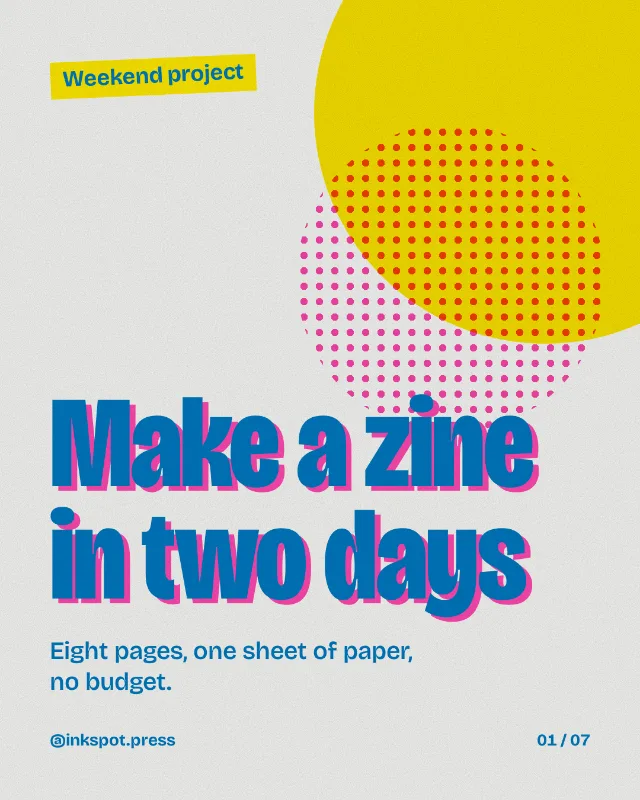 Weekend project
Make a zine
in two days
Eight pages, one sheet of paper,
no budget.
@inkspot.press
01 / 07